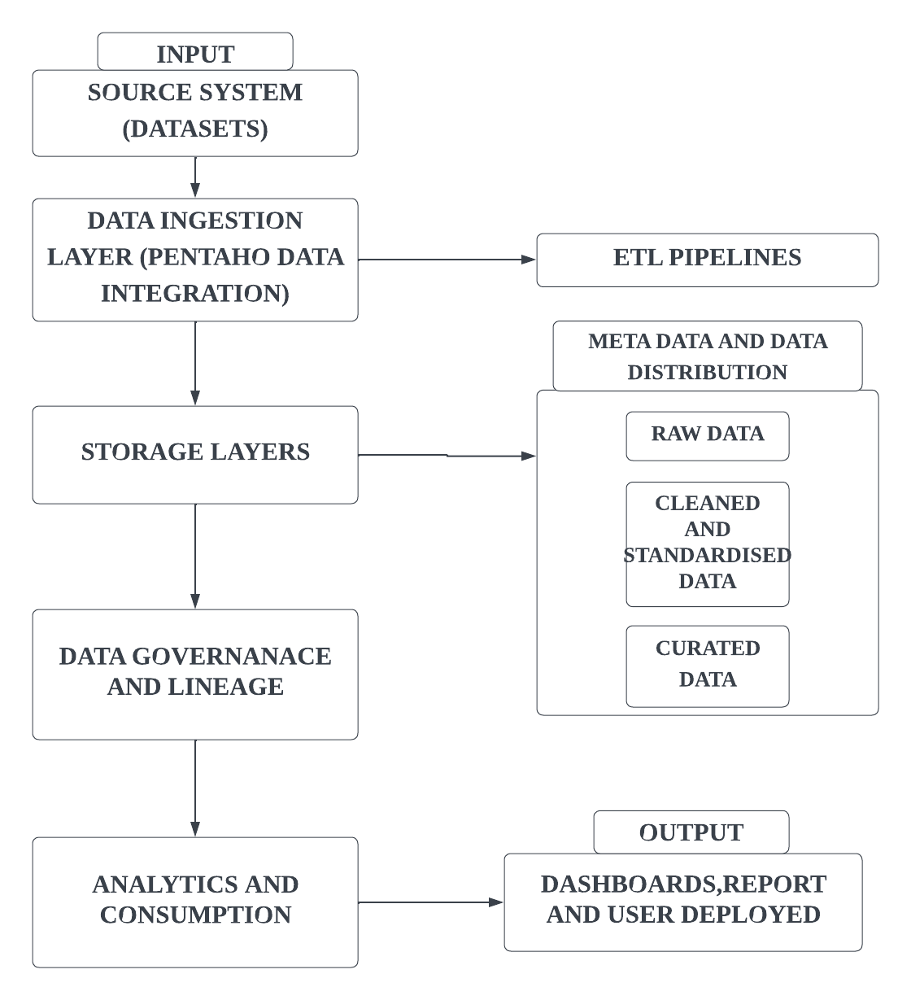 INPUT
SOURCE SYSTEM
(DATASETS)
DATA INGESTION
LAYER (PENTAHO DATA
INTEGRATION)
ETL PIPELINES
META DATA AND DATA
DISTRIBUTION
STORAGE LAYERS
RAW DATA
CLEANED
AND
STANDARDISED
DATA
CURATED
DATA
DATA GOVERNANACE
AND LINEAGE
ANALYTICS AND
CONSUMPTION
OUTPUT
DASHBOARDS,REPORT
AND USER DEPLOYED